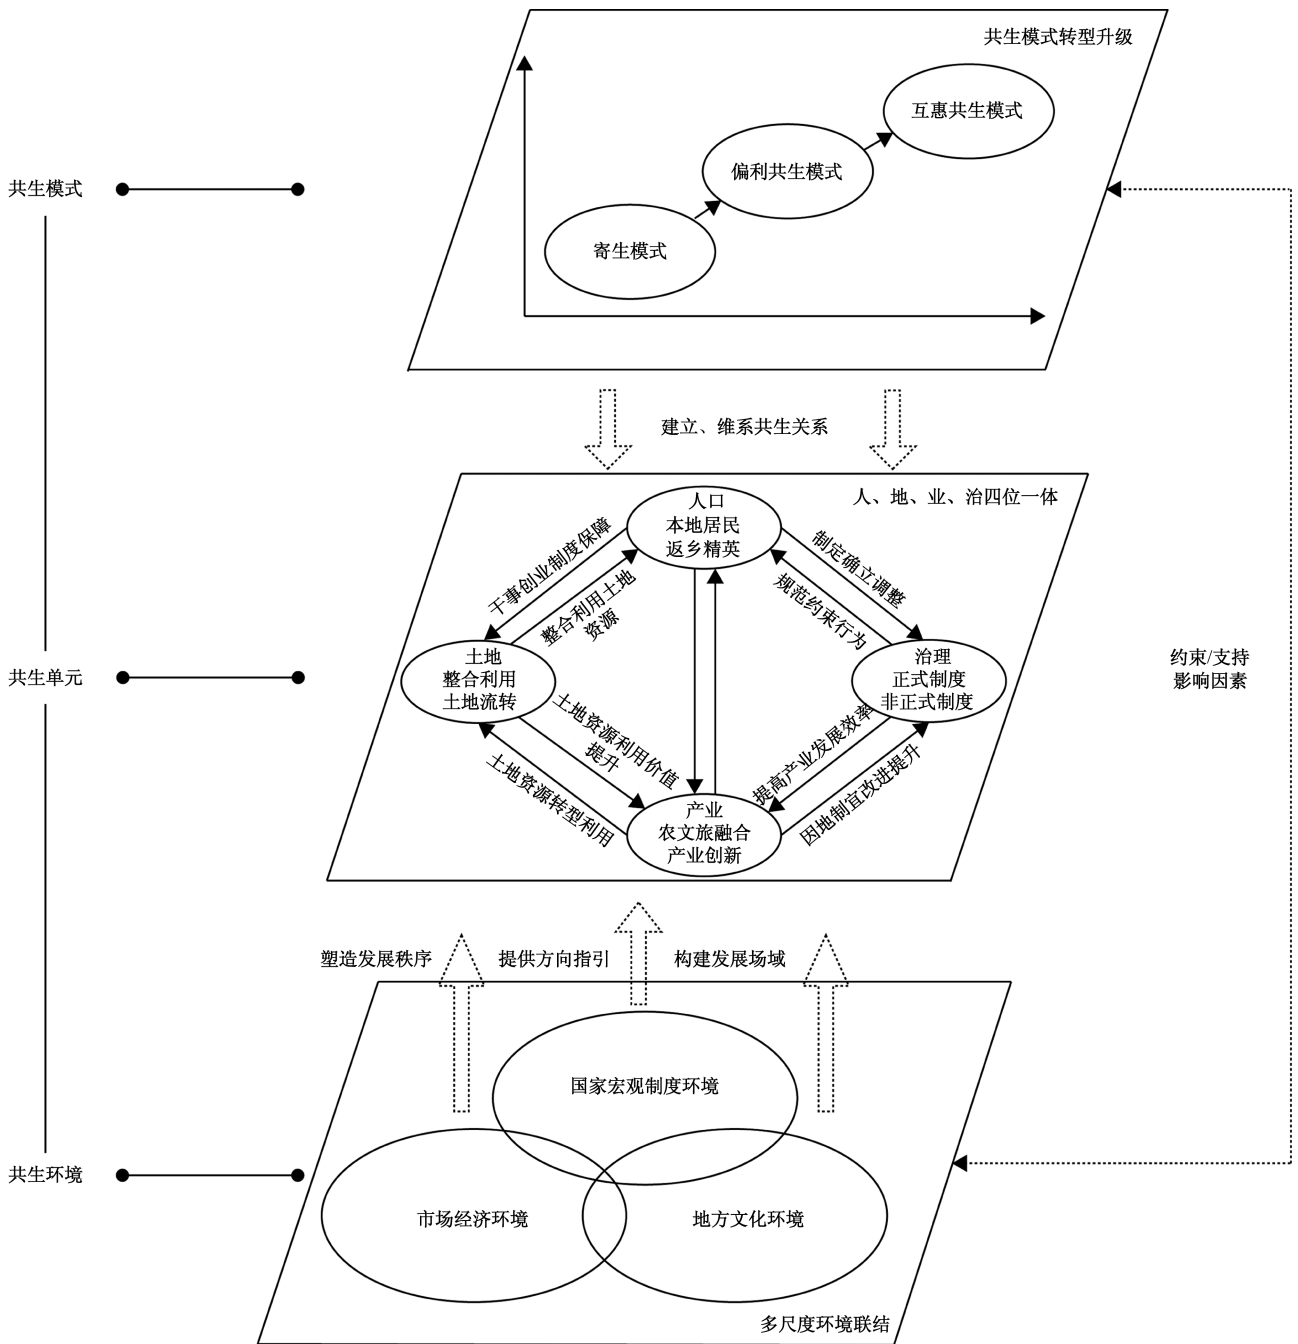 共生模式转型升级
互惠共生模式
偏利共生模式
寄生模式
共生模式
建立、维系共生关系
人、地、业、治四位一体
人口
本地居民
返乡精英
干事创业制度保障
整合利用土地
资源
制定确立调整
规范约束行为
土地
整合利用
土地流转
治理
正式制度
非正式制度
共生单元
约束/支持
影响因素
土地资源利用价值
提升
土地资源转型利用
提高产业发展效率
因地制宜改进提升
产业
农文旅融合
产业创新
塑造发展秩序
提供方向指引
构建发展场域
国家宏观制度环境
市场经济环境
地方文化环境
共生环境
多尺度环境联结